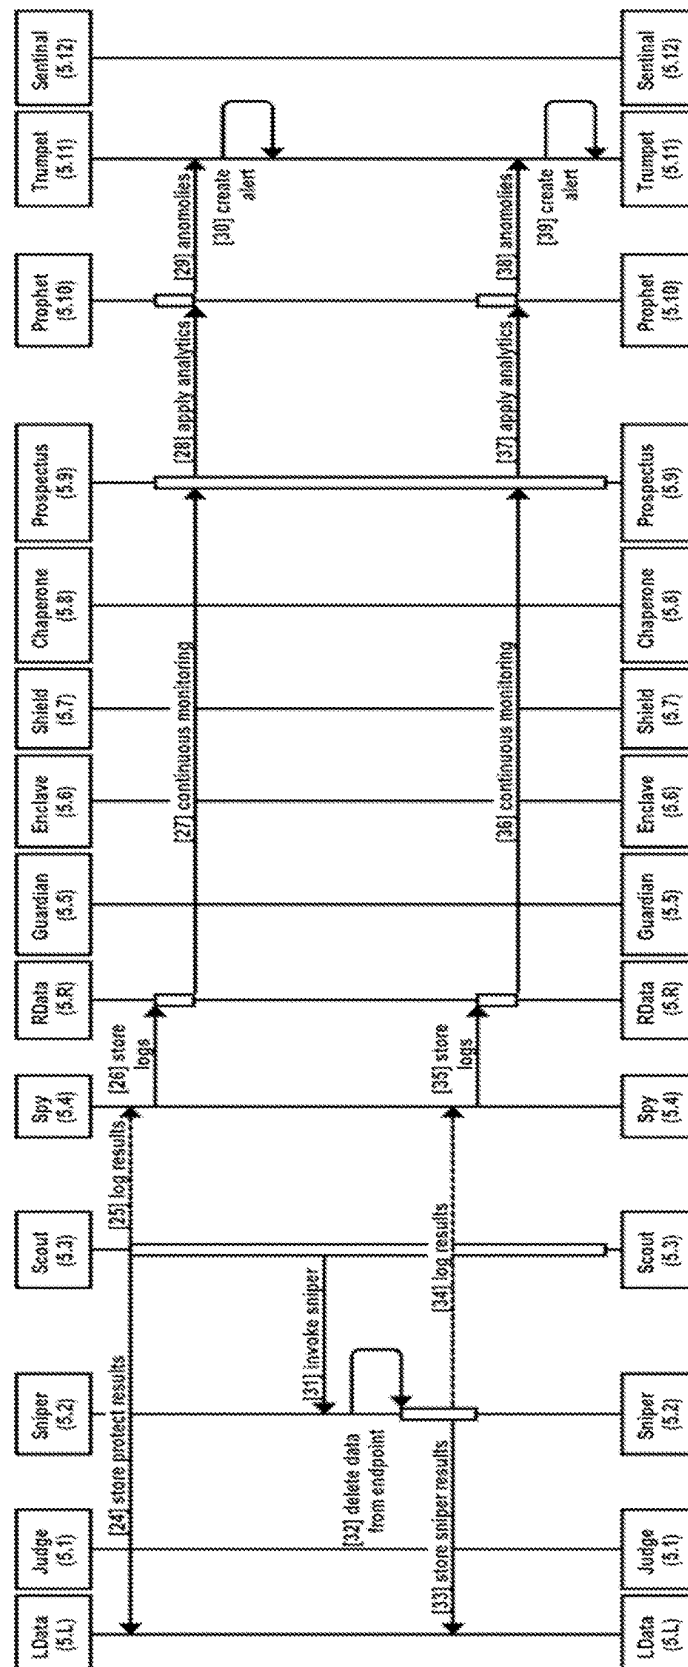 LData
(5.L)
Judge
(5.1)
Sniper
(5.2)
Scout
(5.3)
Spy
(5.4)
RData
(5.R)
Guardian
(5.5)
Enclave
(5.6)
Shield
(5.7)
Chaperone
(5.8)
Prospectus
(5.9)
Prophet
(5.10)
Trumpet
(5.11)
Sentinal
(5.12)
[24] store protect results
[25] log results
[26] store
logs
[27] continuous monitoring
[28] apply analytics
[29] anomolies
[30] create
alert
[31] invoke sniper
[32] delete data
from endpoint
[33] store sniper results
[34] log results
[35] store
logs
[36] continuous monitoring
[37] apply analytics
[38] anomolies
[39] create
alert
LData
(5.L)
Judge
(5.1)
Sniper
(5.2)
Scout
(5.3)
Spy
(5.4)
RData
(5.R)
Guardian
(5.5)
Enclave
(5.6)
Shield
(5.7)
Chaperone
(5.8)
Prospectus
(5.9)
Prophet
(5.10)
Trumpet
(5.11)
Sentinal
(5.12)